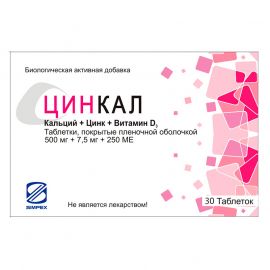 Биологическая активная добавка
ЦИНКАЛ
Кальций + Цинк + Витамин D₃
Таблетки, покрытые пленочной оболочкой
500 мг + 7,5 мг + 250 МЕ
30 Таблеток
SIMPEX
Не является лекарством!